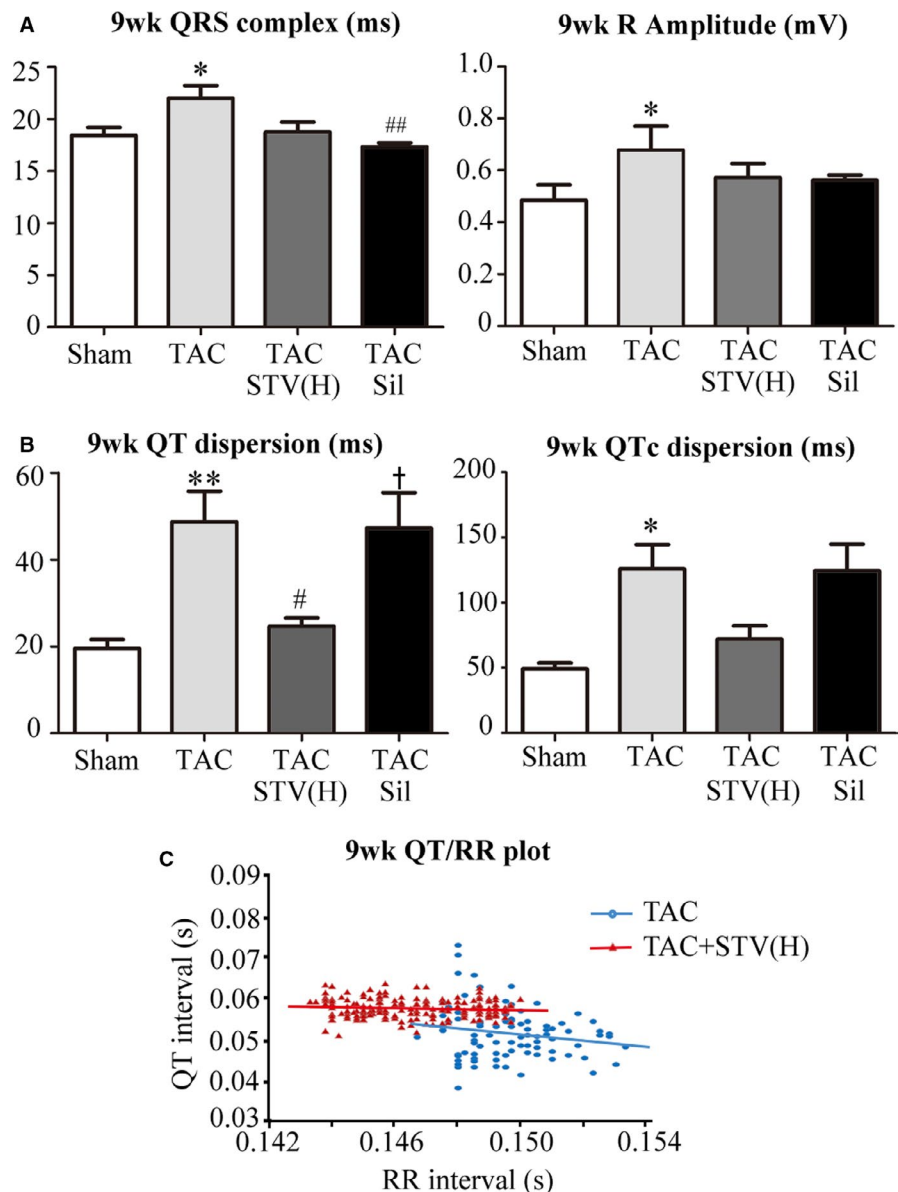 A
9wk QRS complex (ms)
25
20
15
10
5
0
*
##
Sham
TAC
TAC
STV(H)
TAC
Sil
9wk R Amplitude (mV)
1.0
0.8
0.6
0.4
0.2
0
*
Sham
TAC
TAC
STV(H)
TAC
Sil
B
9wk QT dispersion (ms)
60
40
20
0
**
#
†
Sham
TAC
TAC
STV(H)
TAC
Sil
9wk QTc dispersion (ms)
200
150
100
50
0
*
Sham
TAC
TAC
STV(H)
TAC
Sil
C
9wk QT/RR plot
QT interval (s)
0.09
0.08
0.07
0.06
0.05
0.04
0.03
0.142
0.146
0.150
0.154
RR interval (s)
TAC
TAC+STV(H)